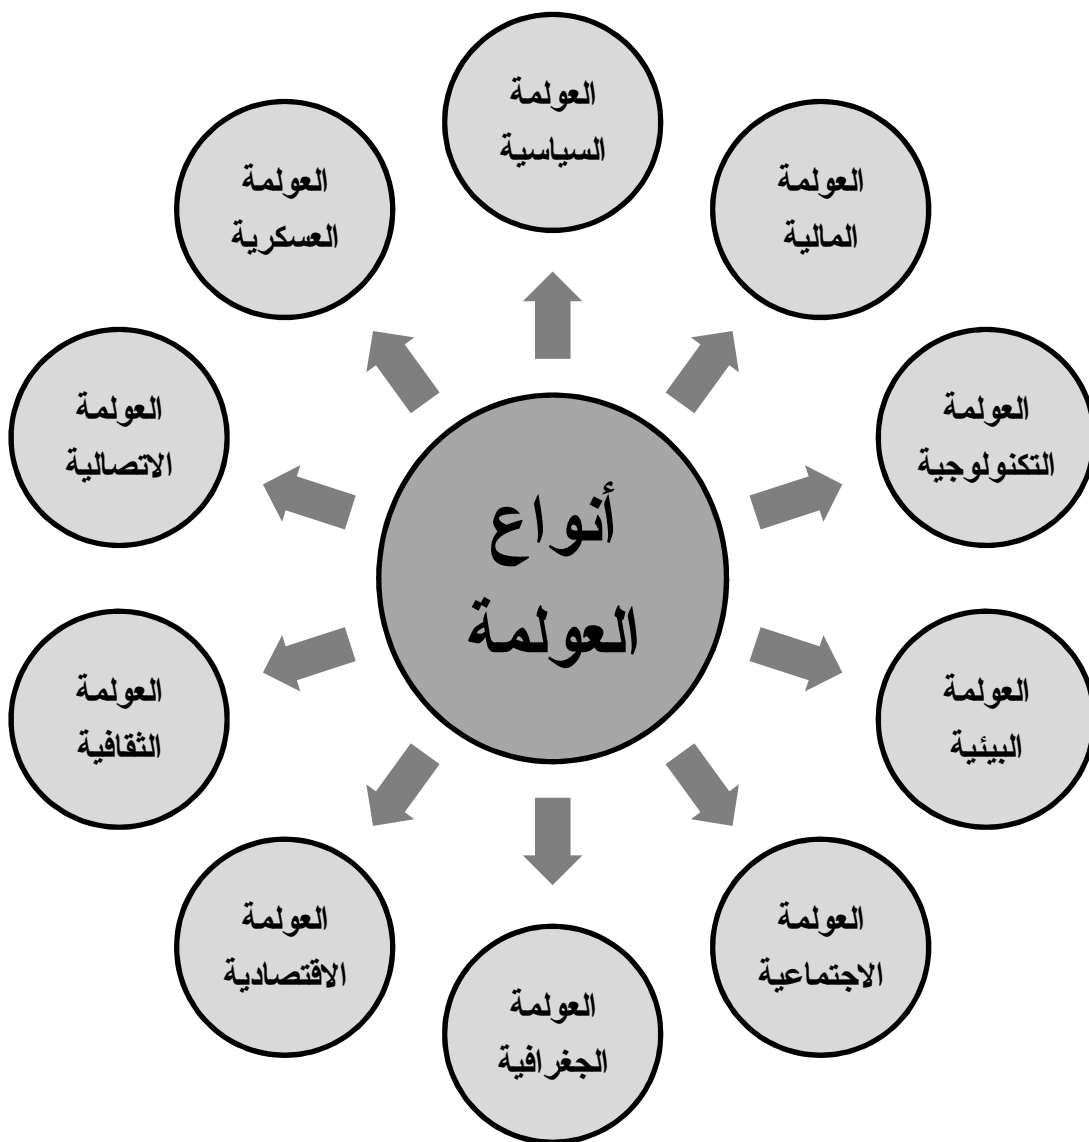 أنواع
العولمة
العولمة
السياسية
العولمة
المالية
العولمة
التكنولوجية
العولمة
البيئية
العولمة
الاجتماعية
العولمة
الجغرافية
العولمة
الاقتصادية
العولمة
الثقافية
العولمة
الاتصالية
العولمة
العسكرية